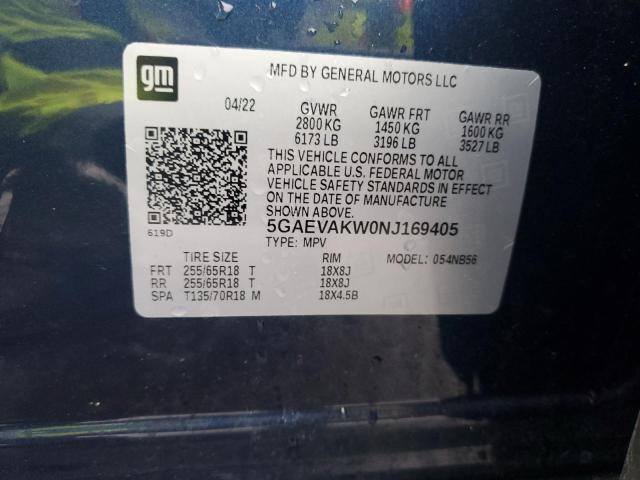 gm
MFD BY GENERAL MOTORS LLC
04/22 GVWR GAWR FRT GAWR RR
2800 KG 1450 KG 1600 KG
6173 LB 3196 LB 3527 LB
THIS VEHICLE CONFORMS TO ALL
APPLICABLE U.S. FEDERAL MOTOR
VEHICLE SAFETY STANDARDS IN EFFECT
ON THE DATE OF MANUFACTURE
SHOWN ABOVE.
5GAEVAKW0NJ169405
619D
TYPE: MPV MODEL: 054NB56
TIRE SIZE RIM
FRT 255/65R18 T 18X8J
RR 255/65R18 T 18X8J
SPA T135/70R18 M 18X4.5B